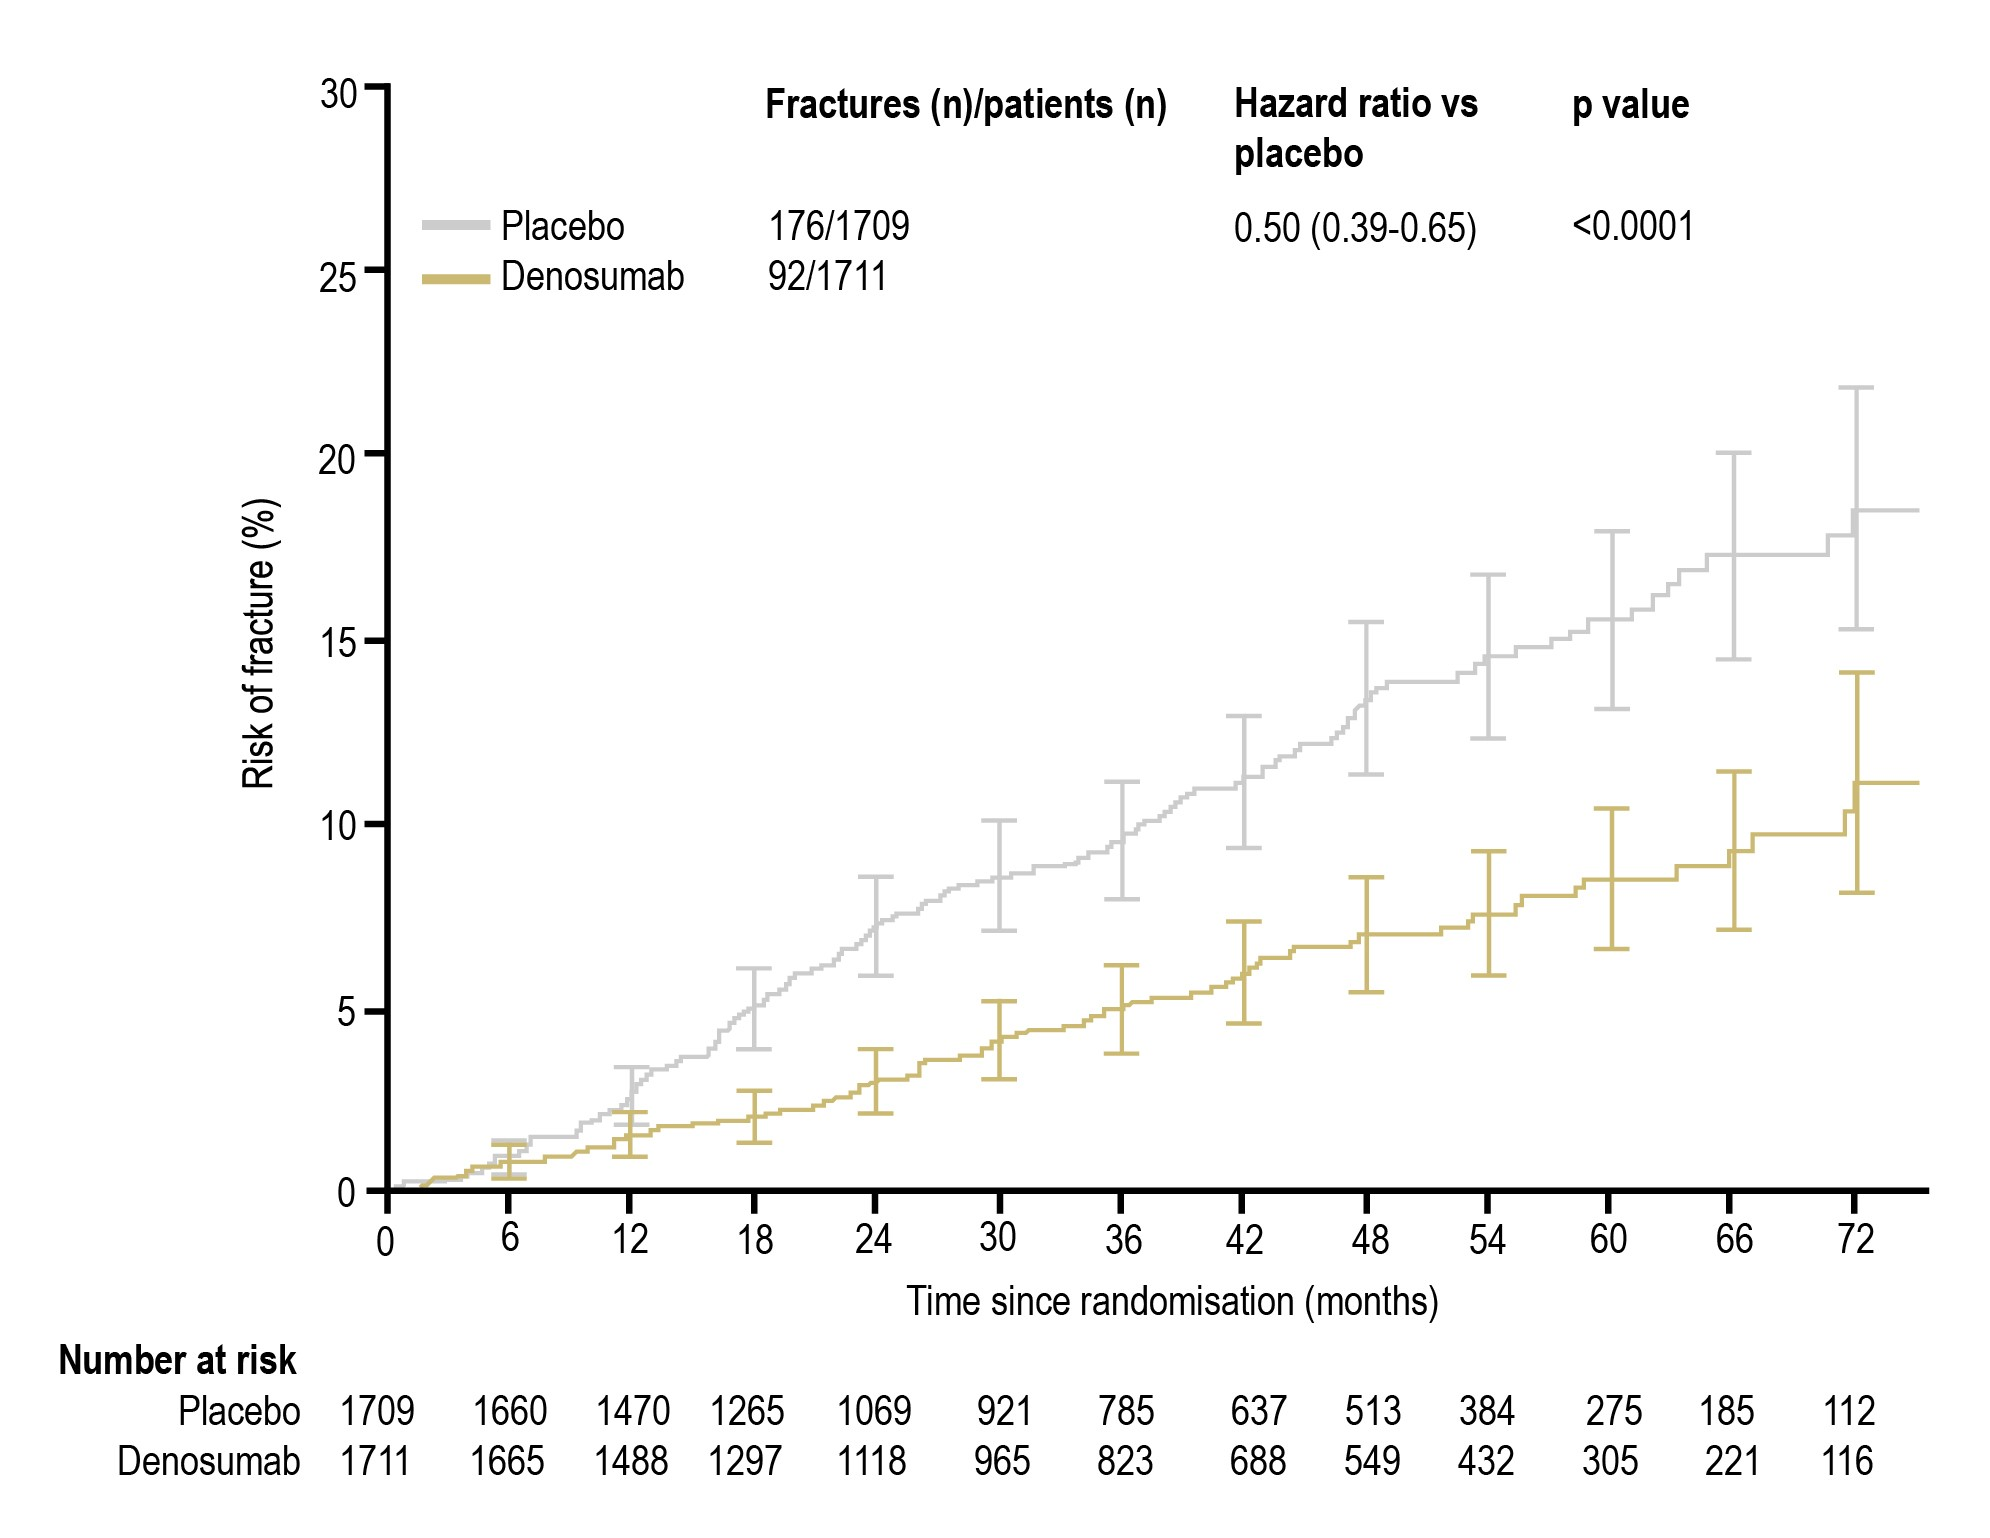 Fractures (n)/patients (n) Hazard ratio vs placebo p value
Placebo 176/1709 0.50 (0.39-0.65) <0.0001
Denosumab 92/1711
Risk of fracture (%)
30
25
20
15
10
5
0
0 6 12 18 24 30 36 42 48 54 60 66 72
Time since randomisation (months)
Number at risk
Placebo 1709 1660 1470 1265 1069 921 785 637 513 384 275 185 112
Denosumab 1711 1665 1488 1297 1118 965 823 688 549 432 305 221 116